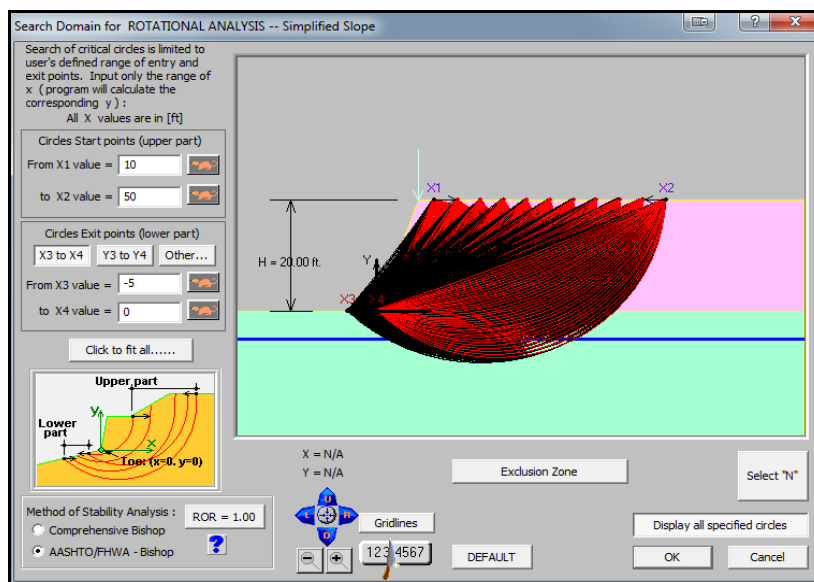 Search Domain for ROTATIONAL ANALYSIS -- Simplified Slope
Search of critical circles is limited to
user's defined range of entry and
exit points. Input only the range of
x ( program will calculate the
corresponding y ) :
All X values are in [ft]
Circles Start points (upper part)
From X1 value = 10
to X2 value = 50
Circles Exit points (lower part)
X3 to X4 Y3 to Y4 Other...
From X3 value = -5
to X4 value = 0
Click to fit all......
Upper part
Lower
part
y
x
Toe: (x=0, y=0)
Method of Stability Analysis :
ROR = 1.00
Comprehensive Bishop
AASHTO/FHWA - Bishop
?
X1 X2
H = 20.00 ft.
Y
X3 X4
X = N/A
Y = N/A
U
L R
D
Gridlines
123 4567
Exclusion Zone
DEFAULT
Select "N"
Display all specified circles
OK Cancel